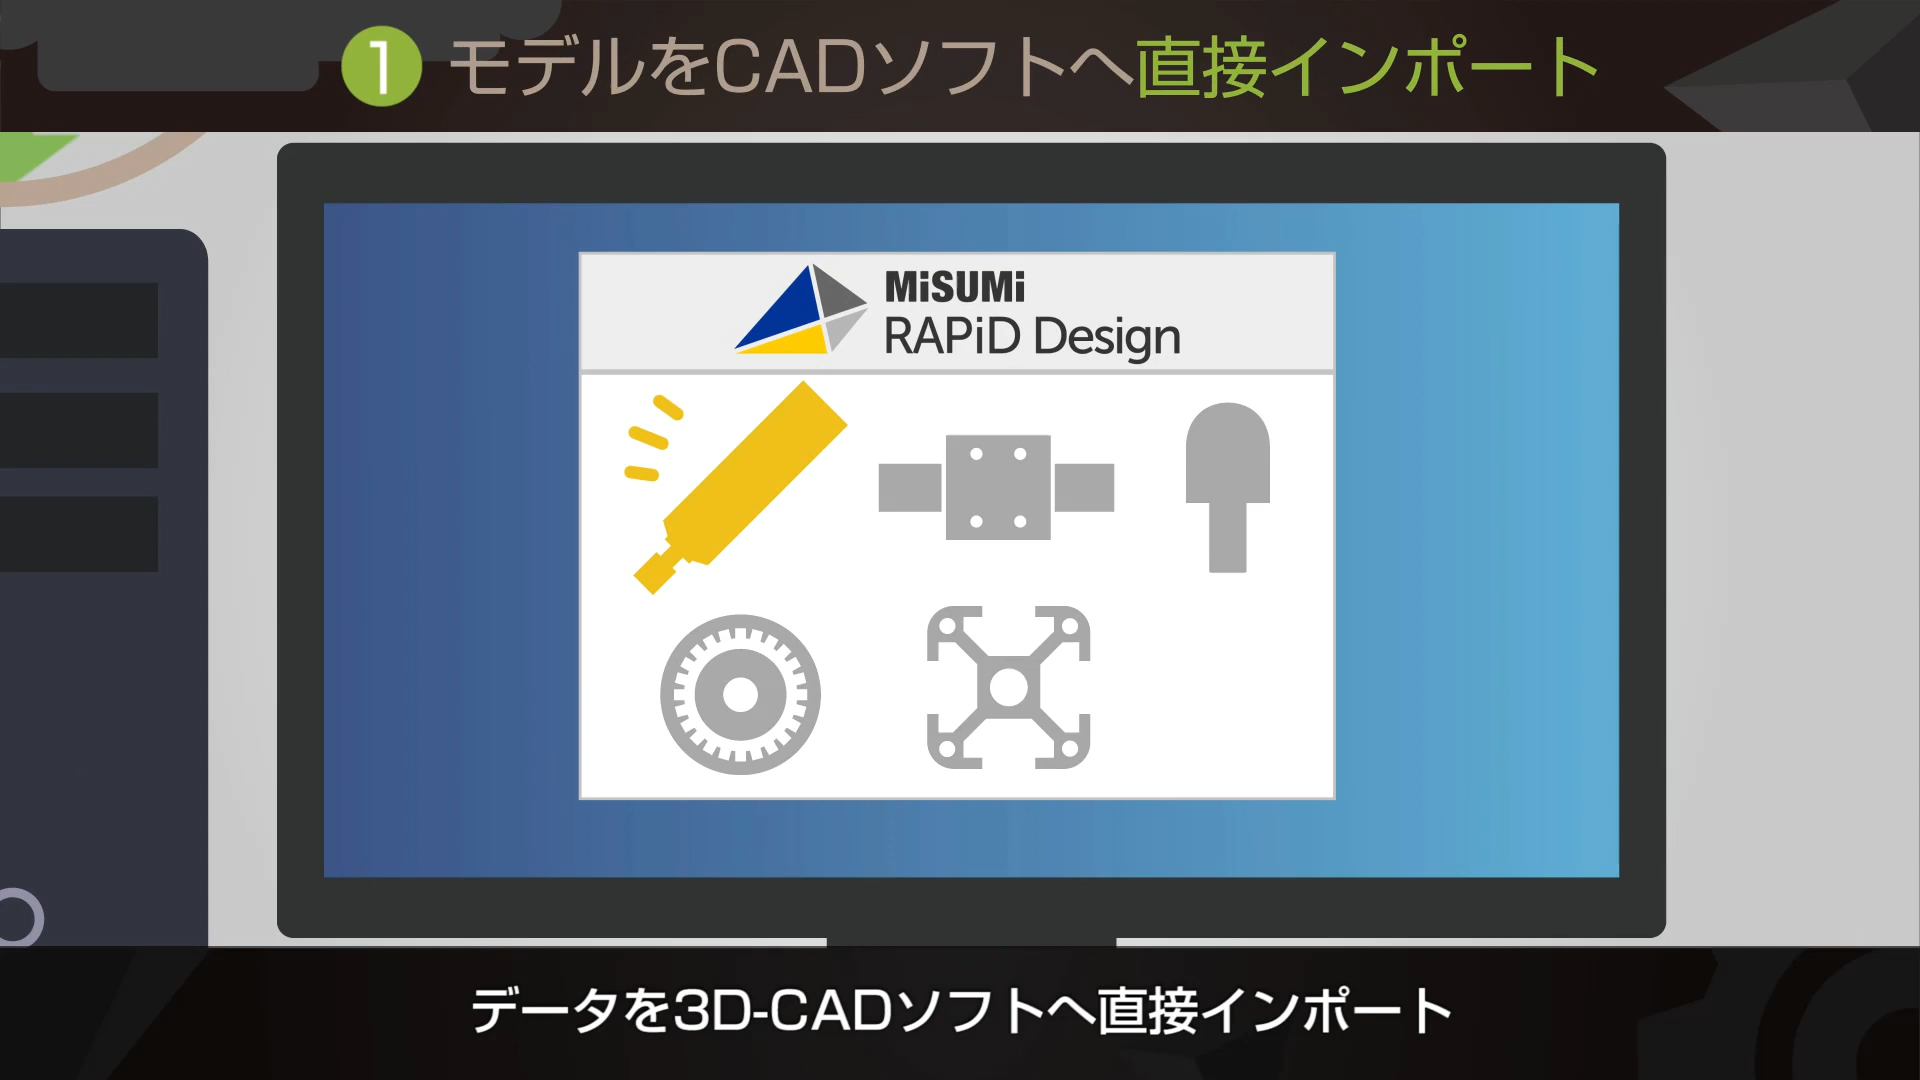 1 モデルをCADソフトへ直接インポート
MiSUMi
RAPiD Design
データを3D-CADソフトへ直接インポート